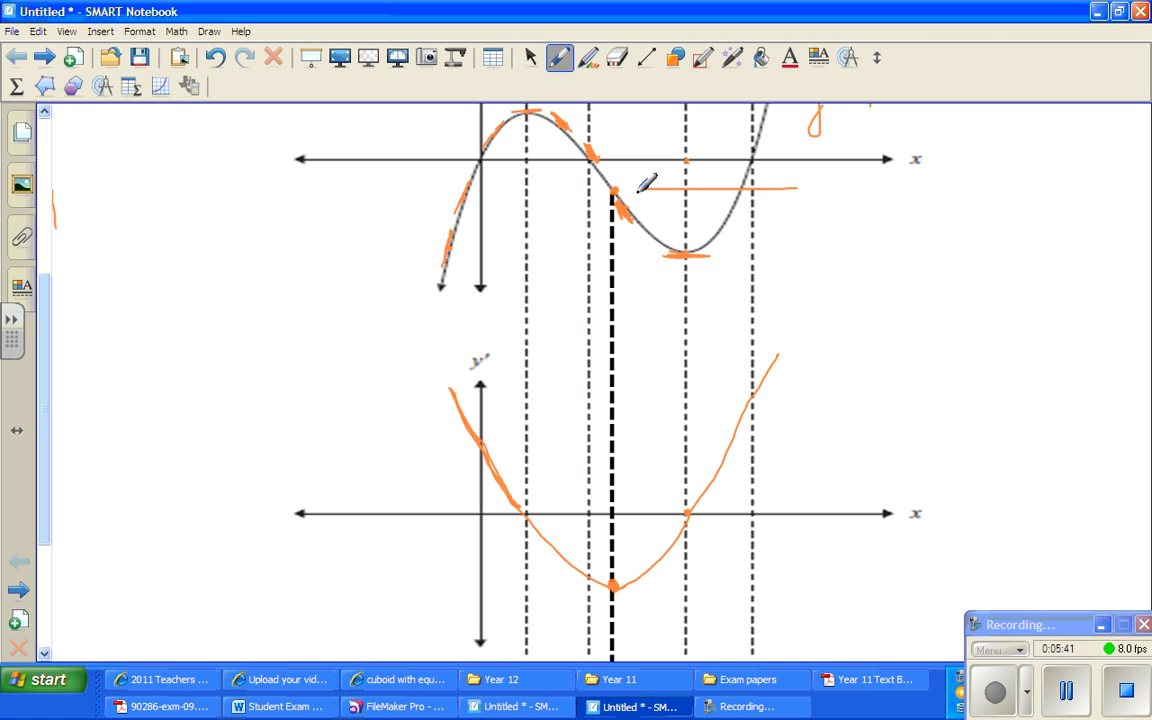 Untitled * - SMART Notebook
File Edit View Insert Format Math Draw Help
y
x
y'
x
Recording...
Menu
0:05:41
8.0 fps
start
2011 Teachers ...
Upload your vid...
cuboid with equ...
Year 12
Year 11
Exam papers
Year 11 Text B...
90286-exm-09....
Student Exam ...
FileMaker Pro - ...
Untitled * - SM...
Untitled * - SM...
Recording...